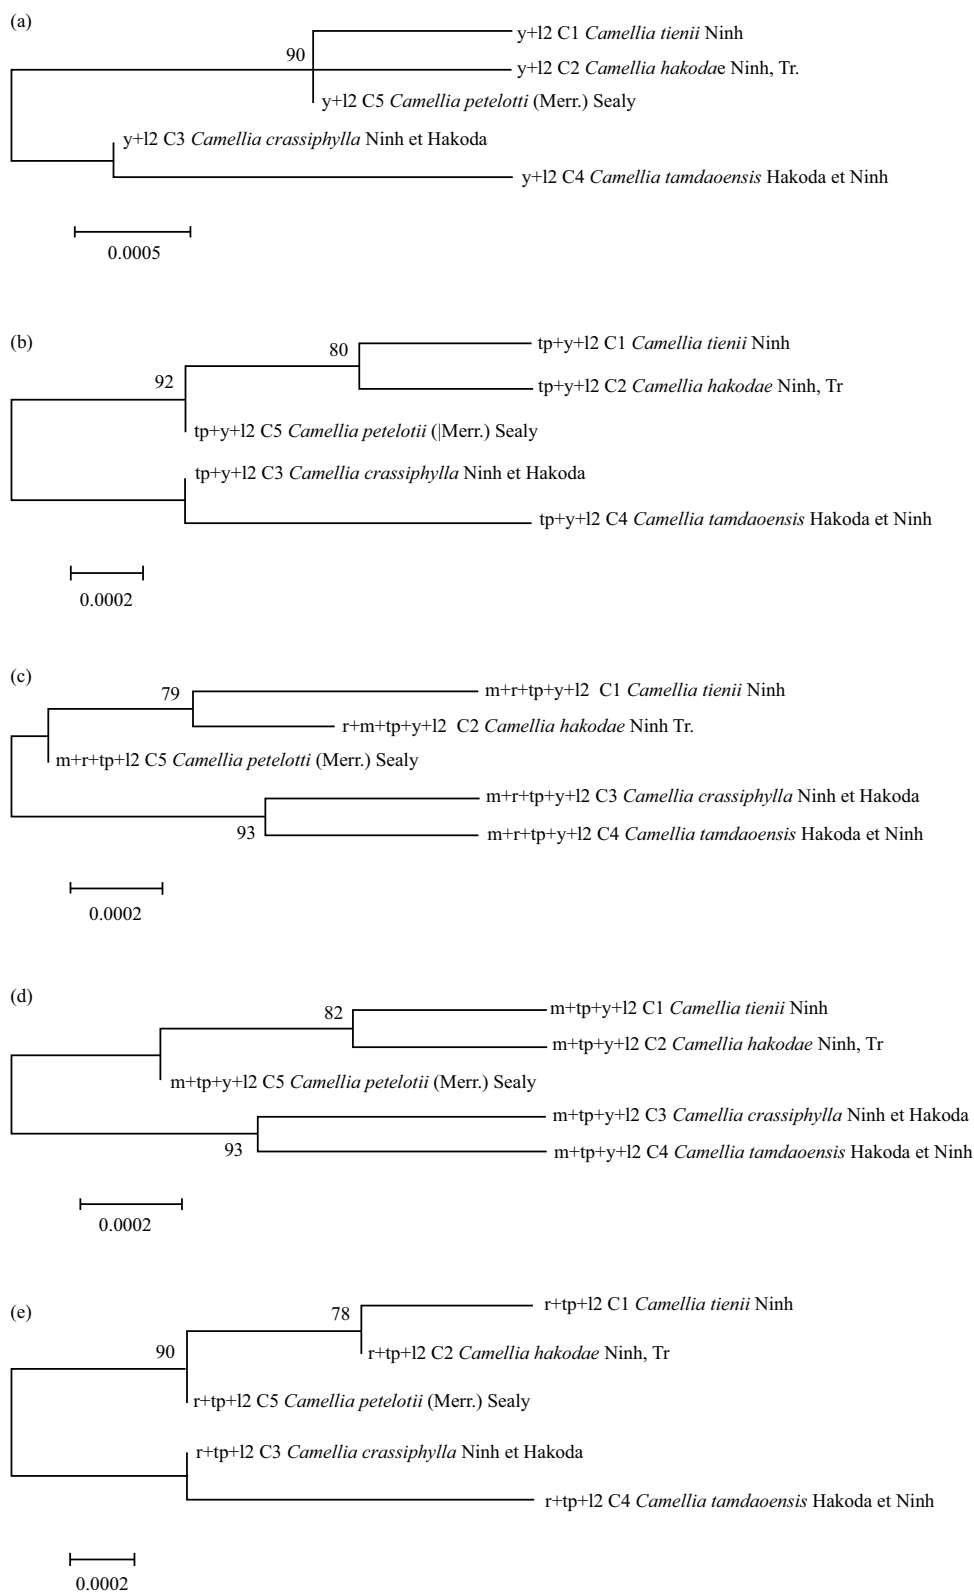 (a)
y+l2 C1 Camellia tienii Ninh
90
y+l2 C2 Camellia hakodae Ninh, Tr.
y+l2 C5 Camellia petelotti (Merr.) Sealy
y+l2 C3 Camellia crassiphylla Ninh et Hakoda
y+l2 C4 Camellia tamdaoensis Hakoda et Ninh
0.0005
(b)
80
tp+y+l2 C1 Camellia tienii Ninh
92
tp+y+l2 C2 Camellia hakodae Ninh, Tr
tp+y+l2 C5 Camellia petelotii (|Merr.) Sealy
tp+y+l2 C3 Camellia crassiphylla Ninh et Hakoda
tp+y+l2 C4 Camellia tamdaoensis Hakoda et Ninh
0.0002
(c)
79
m+r+tp+y+l2 C1 Camellia tienii Ninh
r+m+tp+y+l2 C2 Camellia hakodae Ninh Tr.
m+r+tp+l2 C5 Camellia petelotti (Merr.) Sealy
m+r+tp+y+l2 C3 Camellia crassiphylla Ninh et Hakoda
93
m+r+tp+y+l2 C4 Camellia tamdaoensis Hakoda et Ninh
0.0002
(d)
82
m+tp+y+l2 C1 Camellia tienii Ninh
m+tp+y+l2 C2 Camellia hakodae Ninh, Tr
m+tp+y+l2 C5 Camellia petelotii (Merr.) Sealy
m+tp+y+l2 C3 Camellia crassiphylla Ninh et Hakoda
93
m+tp+y+l2 C4 Camellia tamdaoensis Hakoda et Ninh
0.0002
(e)
78
r+tp+l2 C1 Camellia tienii Ninh
90
r+tp+l2 C2 Camellia hakodae Ninh, Tr
r+tp+l2 C5 Camellia petelotii (Merr.) Sealy
r+tp+l2 C3 Camellia crassiphylla Ninh et Hakoda
r+tp+l2 C4 Camellia tamdaoensis Hakoda et Ninh
0.0002